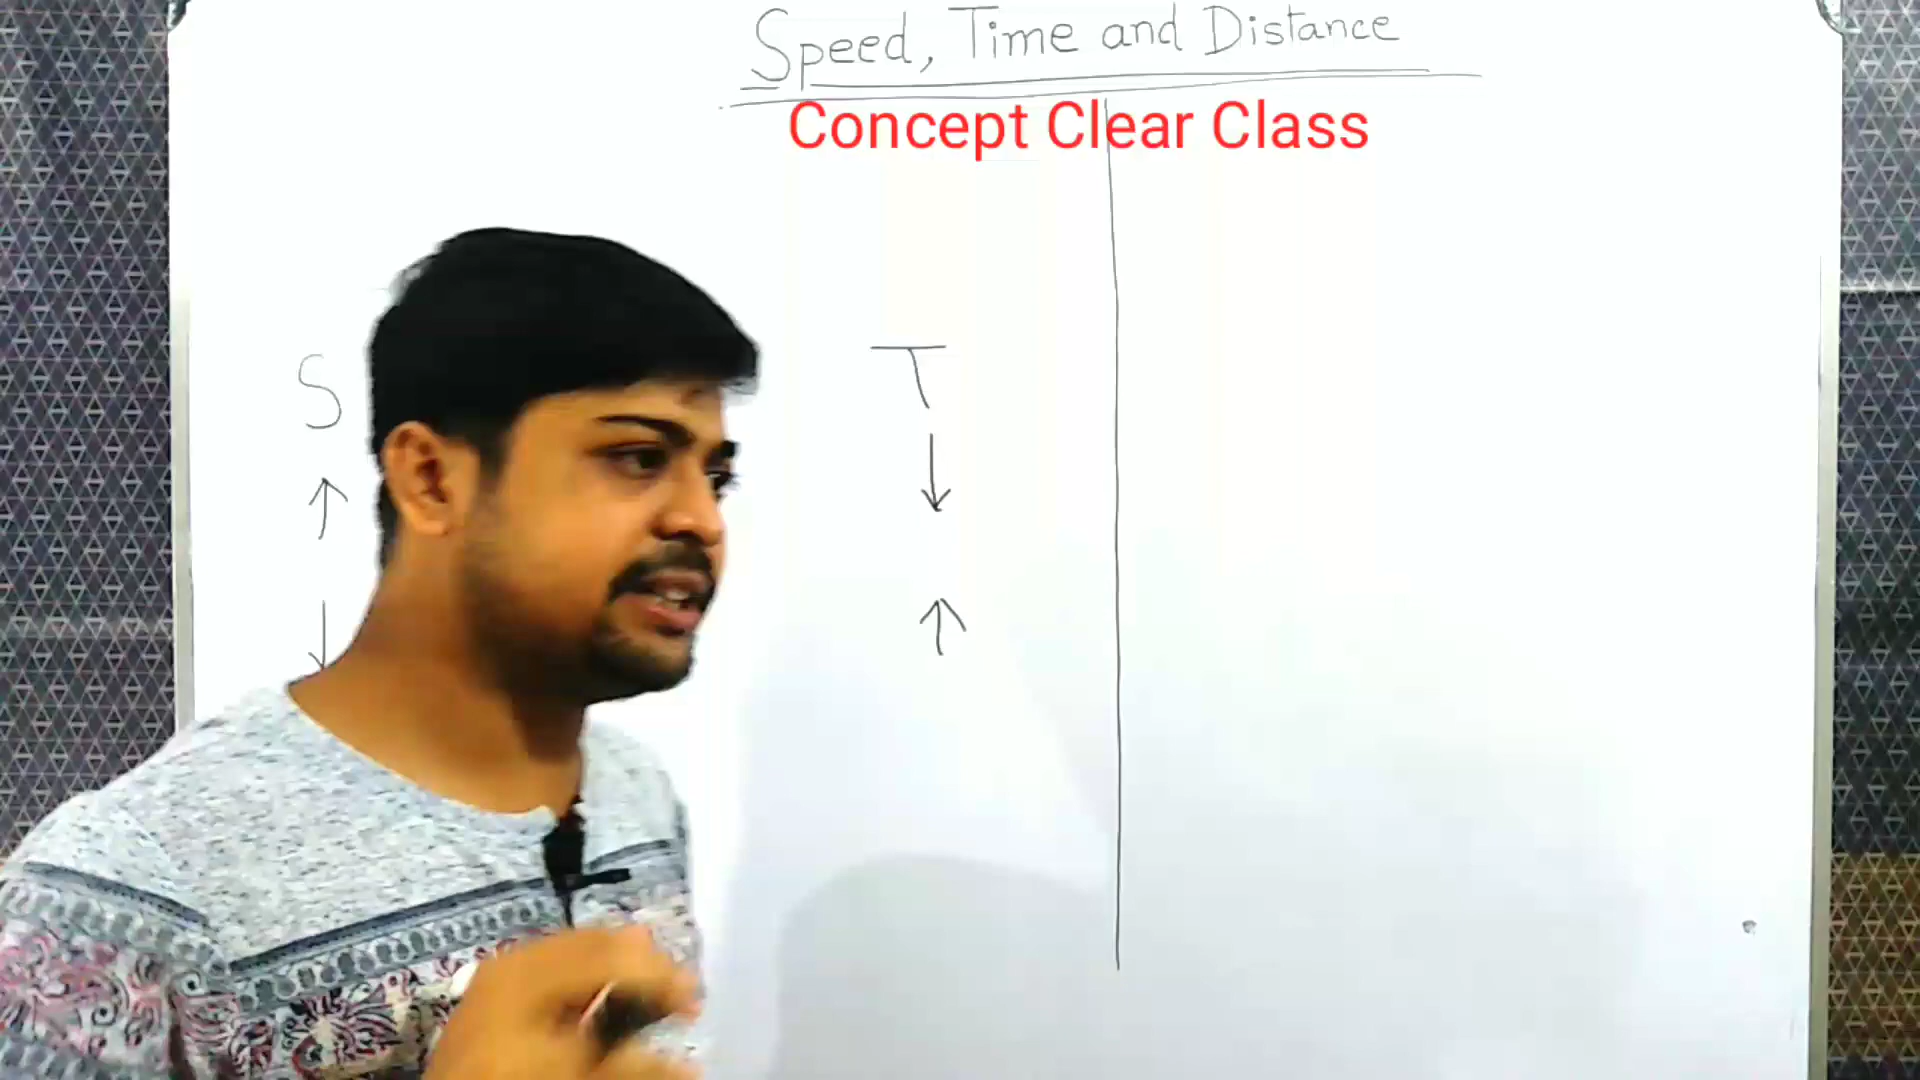 Speed, Time and Distance
Concept Clear Class
S T
↑ ↓
↓ ↑